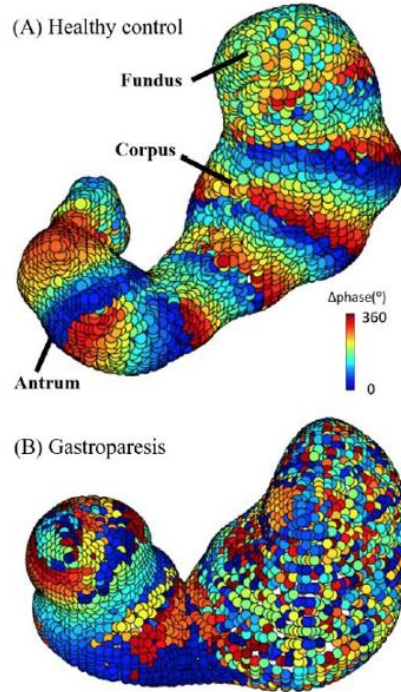 (A) Healthy control
Fundus
Corpus
Δphase(º)
360
0
Antrum
(B) Gastroparesis